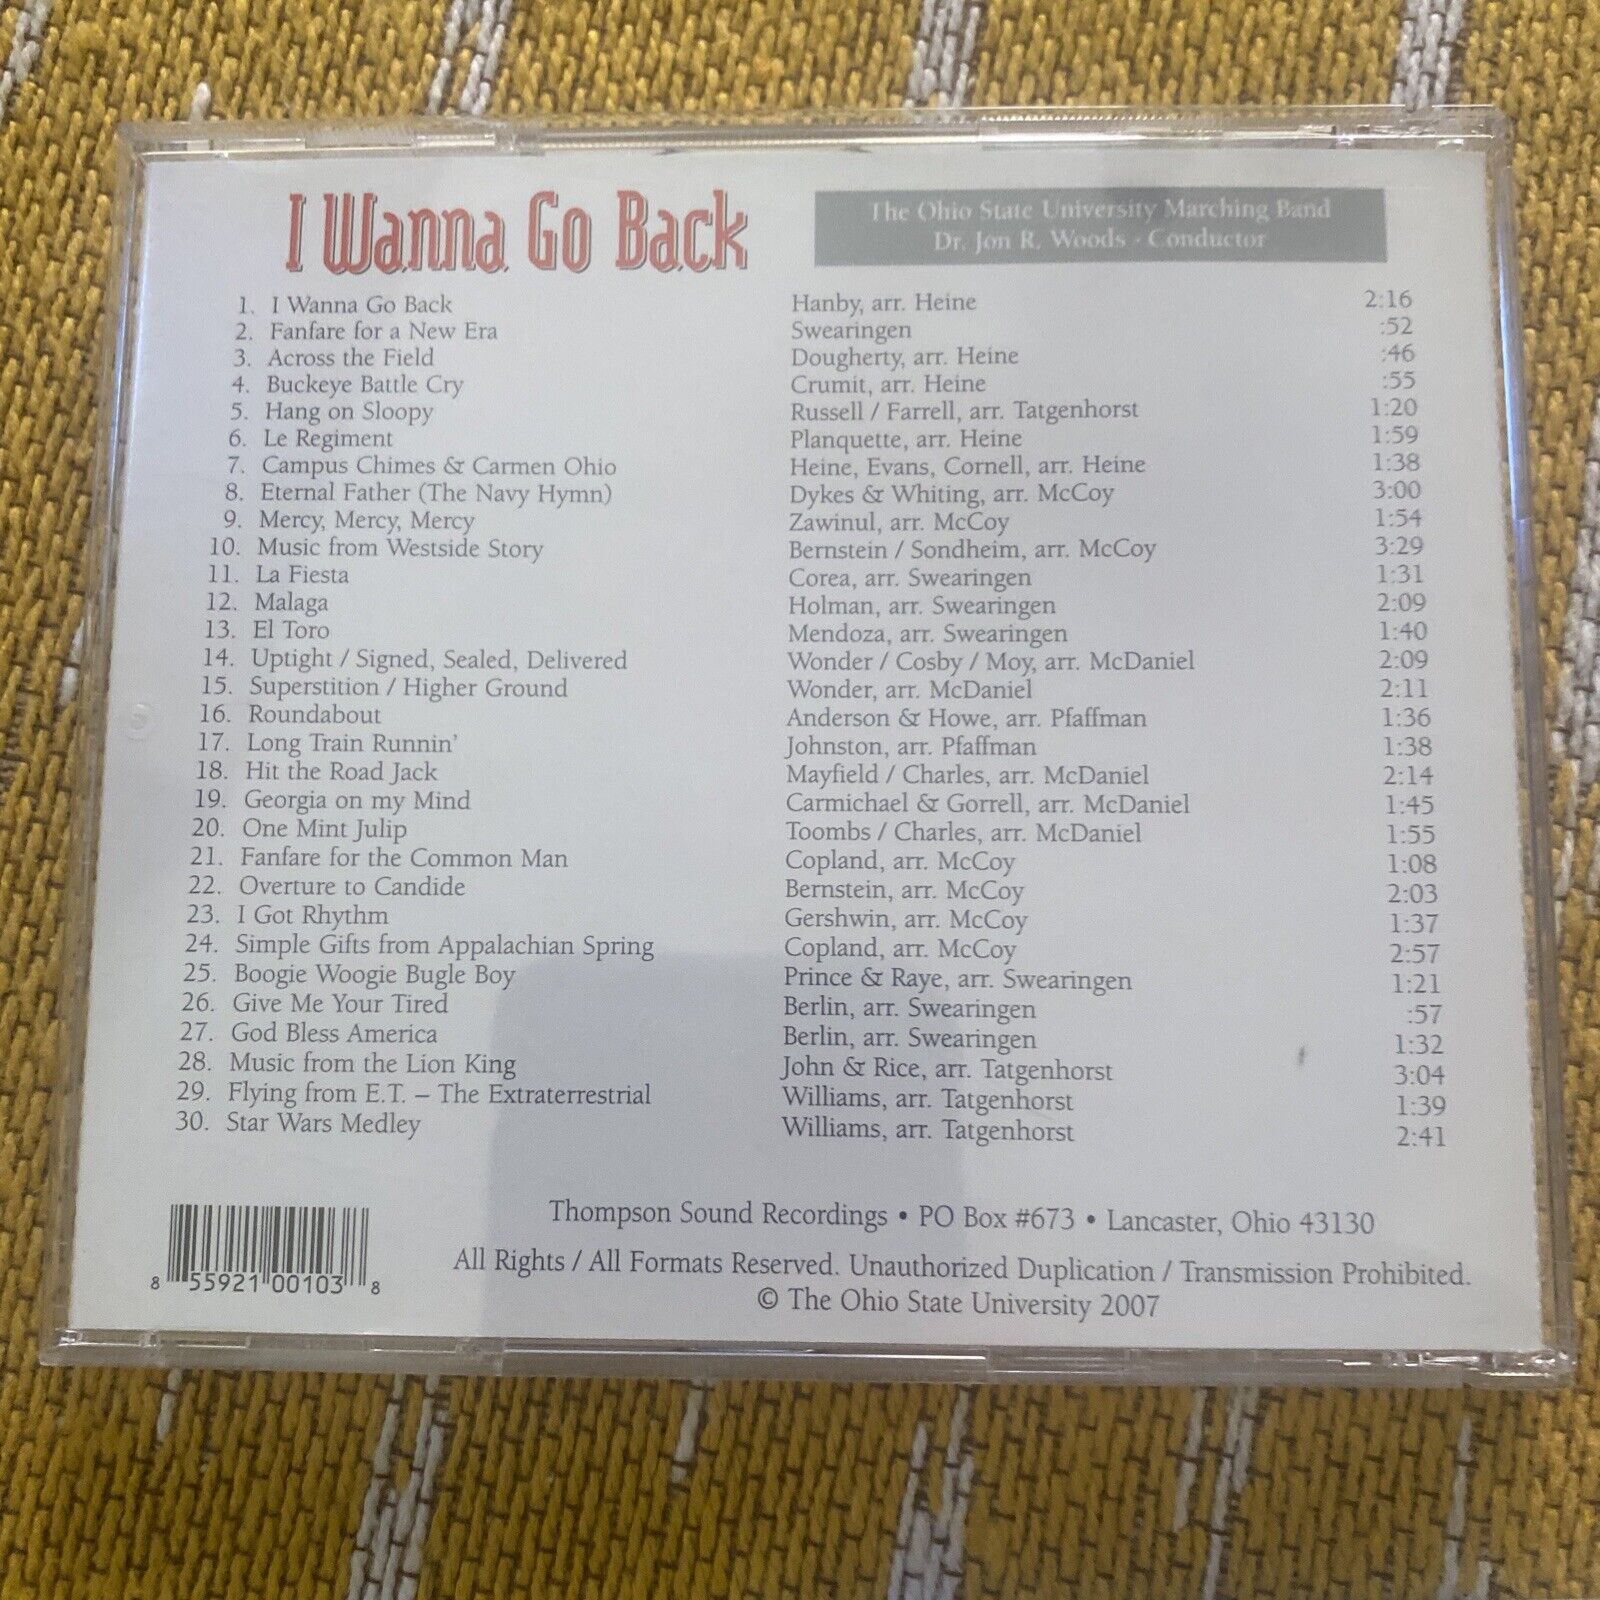 I Wanna Go Back
The Ohio State University Marching Band
Dr. Jon R. Woods - Conductor
1. I Wanna Go Back Hanby, arr. Heine 2:16
2. Fanfare for a New Era Swearingen :52
3. Across the Field Dougherty, arr. Heine :46
4. Buckeye Battle Cry Crumit, arr. Heine :55
5. Hang on Sloopy Russell / Farrell, arr. Tatgenhorst 1:20
6. Le Regiment Planquette, arr. Heine 1:59
7. Campus Chimes & Carmen Ohio Heine, Evans, Cornell, arr. Heine 1:38
8. Eternal Father (The Navy Hymn) Dykes & Whiting, arr. McCoy 3:00
9. Mercy, Mercy, Mercy Zawinul, arr. McCoy 1:54
10. Music from Westside Story Bernstein / Sondheim, arr. McCoy 3:29
11. La Fiesta Corea, arr. Swearingen 1:31
12. Malaga Holman, arr. Swearingen 2:09
13. El Toro Mendoza, arr. Swearingen 1:40
14. Uptight / Signed, Sealed, Delivered Wonder / Cosby / Moy, arr. McDaniel 2:09
15. Superstition / Higher Ground Wonder, arr. McDaniel 2:11
16. Roundabout Anderson & Howe, arr. Pfaffman 1:36
17. Long Train Runnin' Johnston, arr. Pfaffman 1:38
18. Hit the Road Jack Mayfield / Charles, arr. McDaniel 2:14
19. Georgia on my Mind Carmichael & Gorrell, arr. McDaniel 1:45
20. One Mint Julip Toombs / Charles, arr. McDaniel 1:55
21. Fanfare for the Common Man Copland, arr. McCoy 1:08
22. Overture to Candide Bernstein, arr. McCoy 2:03
23. I Got Rhythm Gershwin, arr. McCoy 1:37
24. Simple Gifts from Appalachian Spring Copland, arr. McCoy 2:57
25. Boogie Woogie Bugle Boy Prince & Raye, arr. Swearingen 1:21
26. Give Me Your Tired Berlin, arr. Swearingen :57
27. God Bless America Berlin, arr. Swearingen 1:32
28. Music from the Lion King John & Rice, arr. Tatgenhorst 3:04
29. Flying from E.T. – The Extraterrestrial Williams, arr. Tatgenhorst 1:39
30. Star Wars Medley Williams, arr. Tatgenhorst 2:41
Thompson Sound Recordings • PO Box #673 • Lancaster, Ohio 43130
All Rights / All Formats Reserved. Unauthorized Duplication / Transmission Prohibited.
© The Ohio State University 2007
8 55921 00103 8